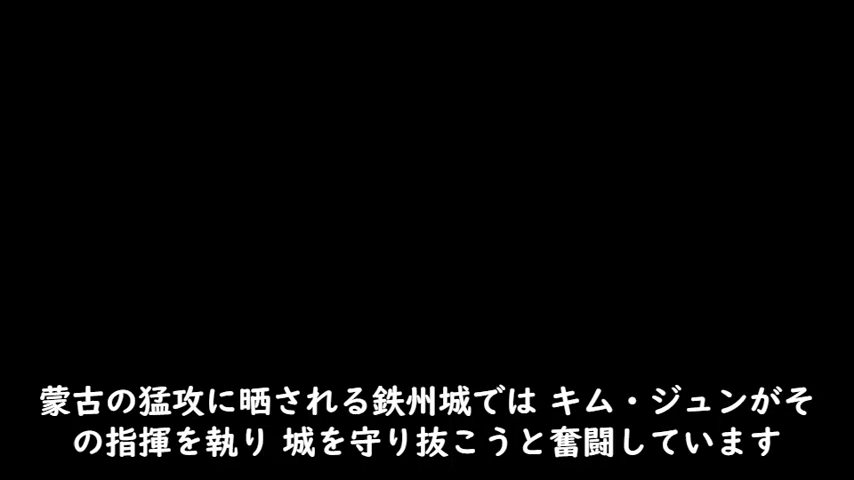 蒙古の猛攻に晒される鉄州城では キム・ジュンがそ
の指揮を執り 城を守り抜こうと奮闘しています